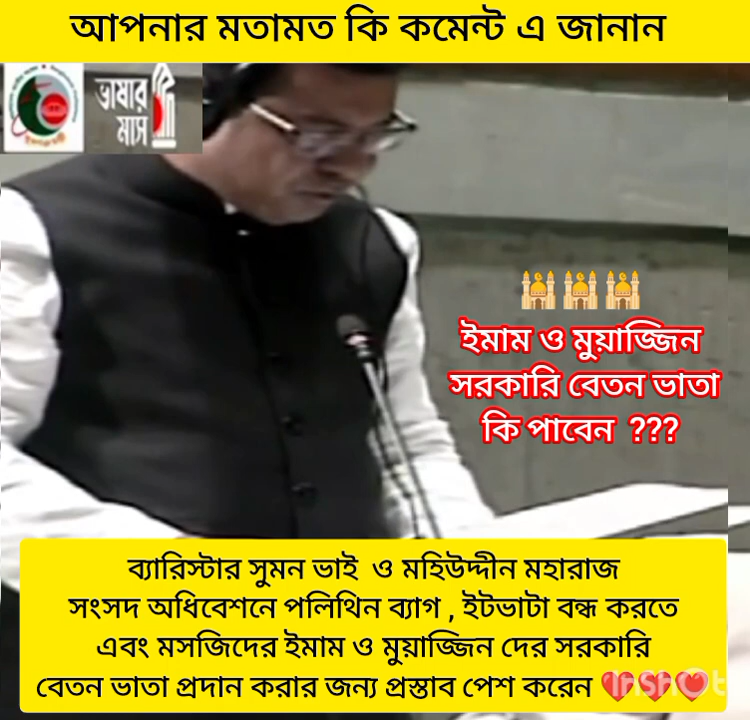 আপনার মতামত কি কমেন্ট এ জানান
ভাষার
মাস
ইমাম ও মুয়াজ্জিন
সরকারি বেতন ভাতা
কি পাবেন ???
ব্যারিস্টার সুমন ভাই ও মহিউদ্দীন মহারাজ
সংসদ অধিবেশনে পলিথিন ব্যাগ , ইটভাটা বন্ধ করতে
এবং মসজিদের ইমাম ও মুয়াজ্জিন দের সরকারি
বেতন ভাতা প্রদান করার জন্য প্রস্তাব পেশ করেন ❤️❤️❤️
InShOt